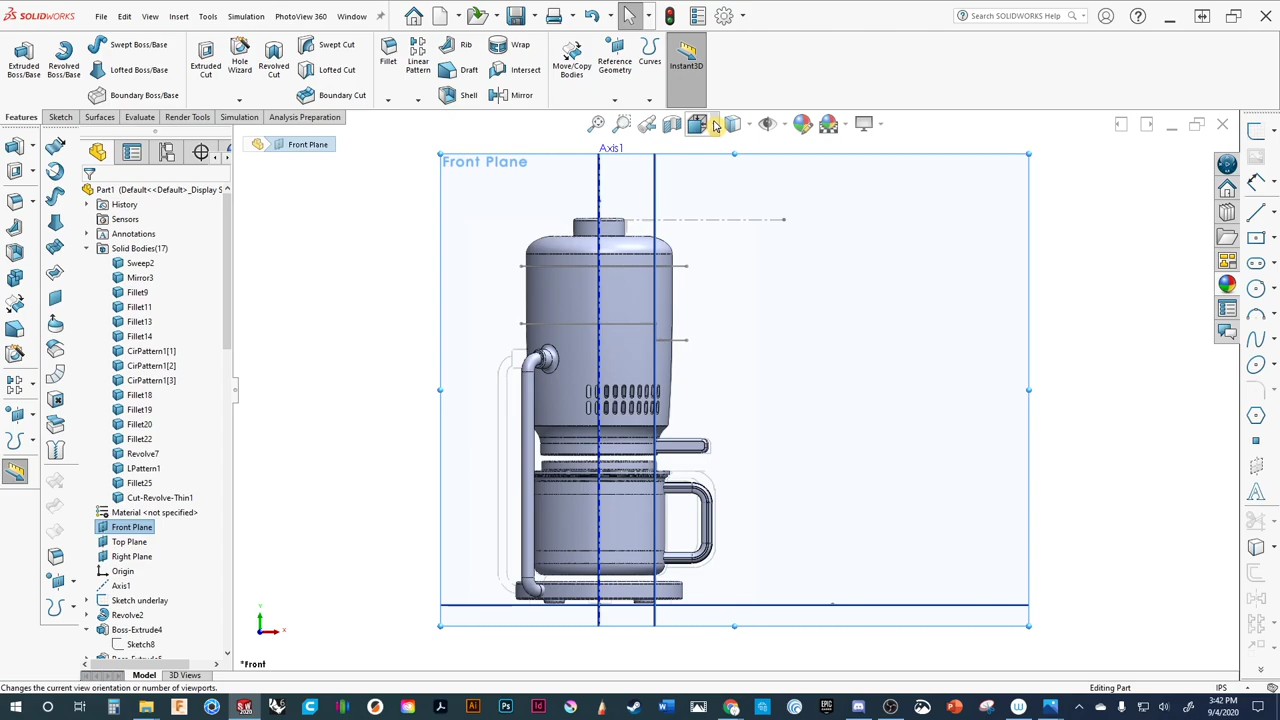 SOLIDWORKS
File Edit View Insert Tools Simulation PhotoView 360 Window
Search SOLIDWORKS Help
Extruded Boss/Base
Revolved Boss/Base
Swept Boss/Base
Lofted Boss/Base
Boundary Boss/Base
Extruded Cut
Hole Wizard
Revolved Cut
Swept Cut
Lofted Cut
Boundary Cut
Fillet
Linear Pattern
Rib
Draft
Shell
Wrap
Intersect
Mirror
Move/Copy Bodies
Reference Geometry
Curves
Instant3D
Features Sketch Surfaces Evaluate Render Tools Simulation Analysis Preparation
Front Plane
Axis1
Front Plane
Part1 (Default<<Default>_Display S
History
Sensors
Annotations
Solid Bodies(17)
Sweep2
Mirror3
Fillet9
Fillet11
Fillet13
Fillet14
CirPattern1[1]
CirPattern1[2]
CirPattern1[3]
Fillet18
Fillet19
Fillet20
Fillet22
Revolve7
LPattern1
Fillet25
Cut-Revolve-Thin1
Material <not specified>
Front Plane
Top Plane
Right Plane
Origin
Axis1
Sketch underlay
Revolve2
Boss-Extrude4
Sketch8
Boss-Extrude5
Y
X
*Front
Model 3D Views
Changes the current view orientation or number of viewports.
Editing Part
IPS
3:42 PM
9/4/2020